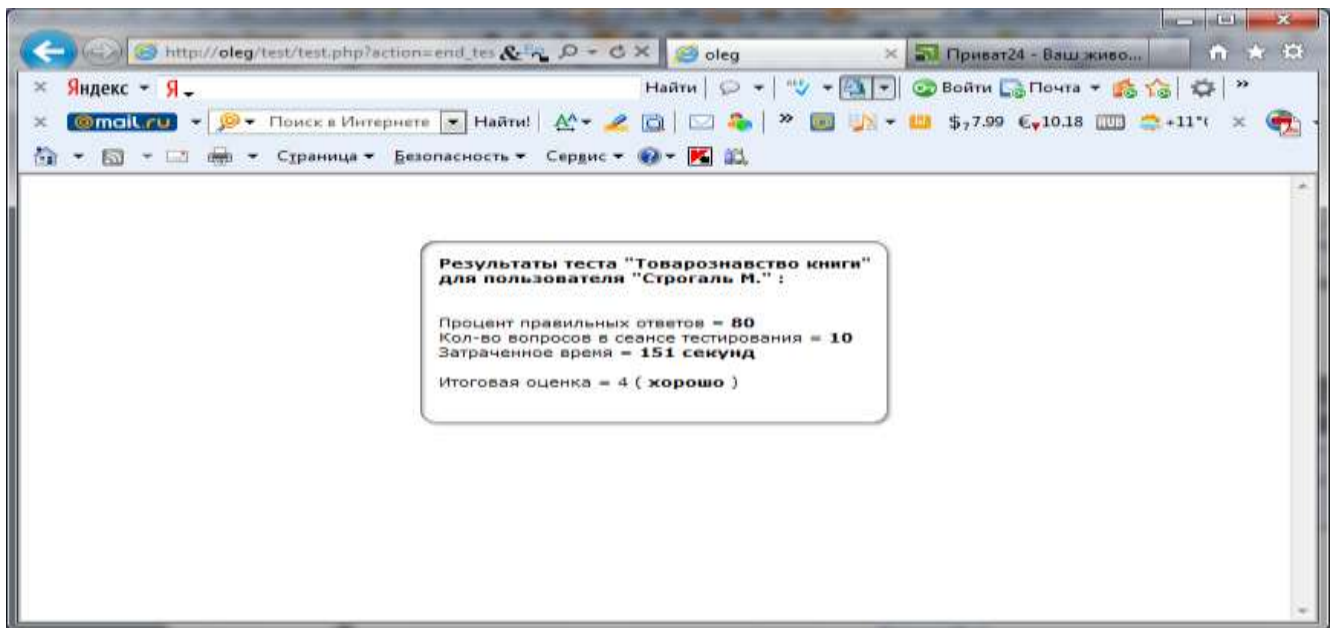 http://oleg/test/test.php?action=end_tes
oleg
Приват24 - Ваш живо...
Яндекс
Я
Найти
Войти
Почта
»
@mail.ru
Поиск в Интернете
Найти!
»
$ 7.99 € 10.18
+11°
Страница
Безопасность
Сервис
Результаты теста "Товарознавство книги"
для пользователя "Строгаль М." :
Процент правильных ответов = 80
Кол-во вопросов в сеансе тестирования = 10
Затраченное время = 151 секунд
Итоговая оценка = 4 ( хорошо )